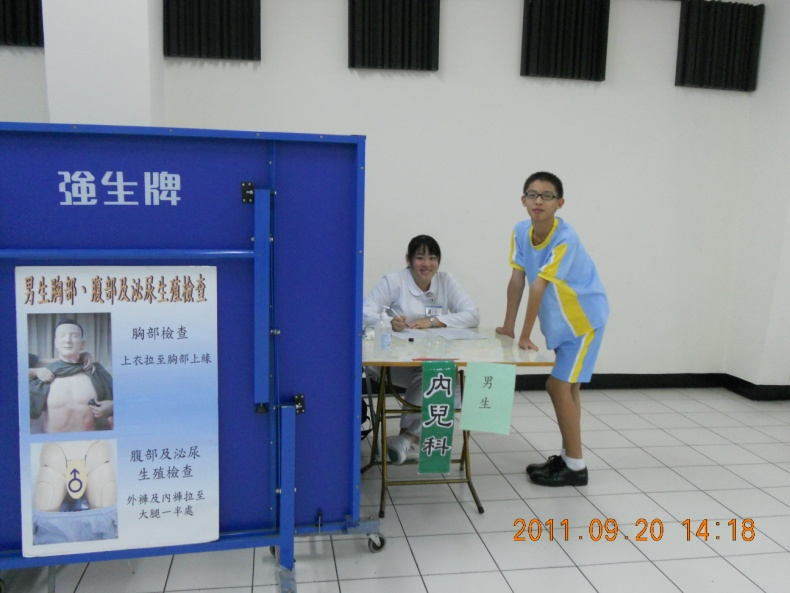 強生牌
男生胸部、腹部及泌尿生殖檢查
胸部檢查
上衣拉至胸部上緣
腹部及泌尿
生殖檢查
外褲及內褲拉至
大腿一半處
內兒科
男生
2011.09.20 14:18